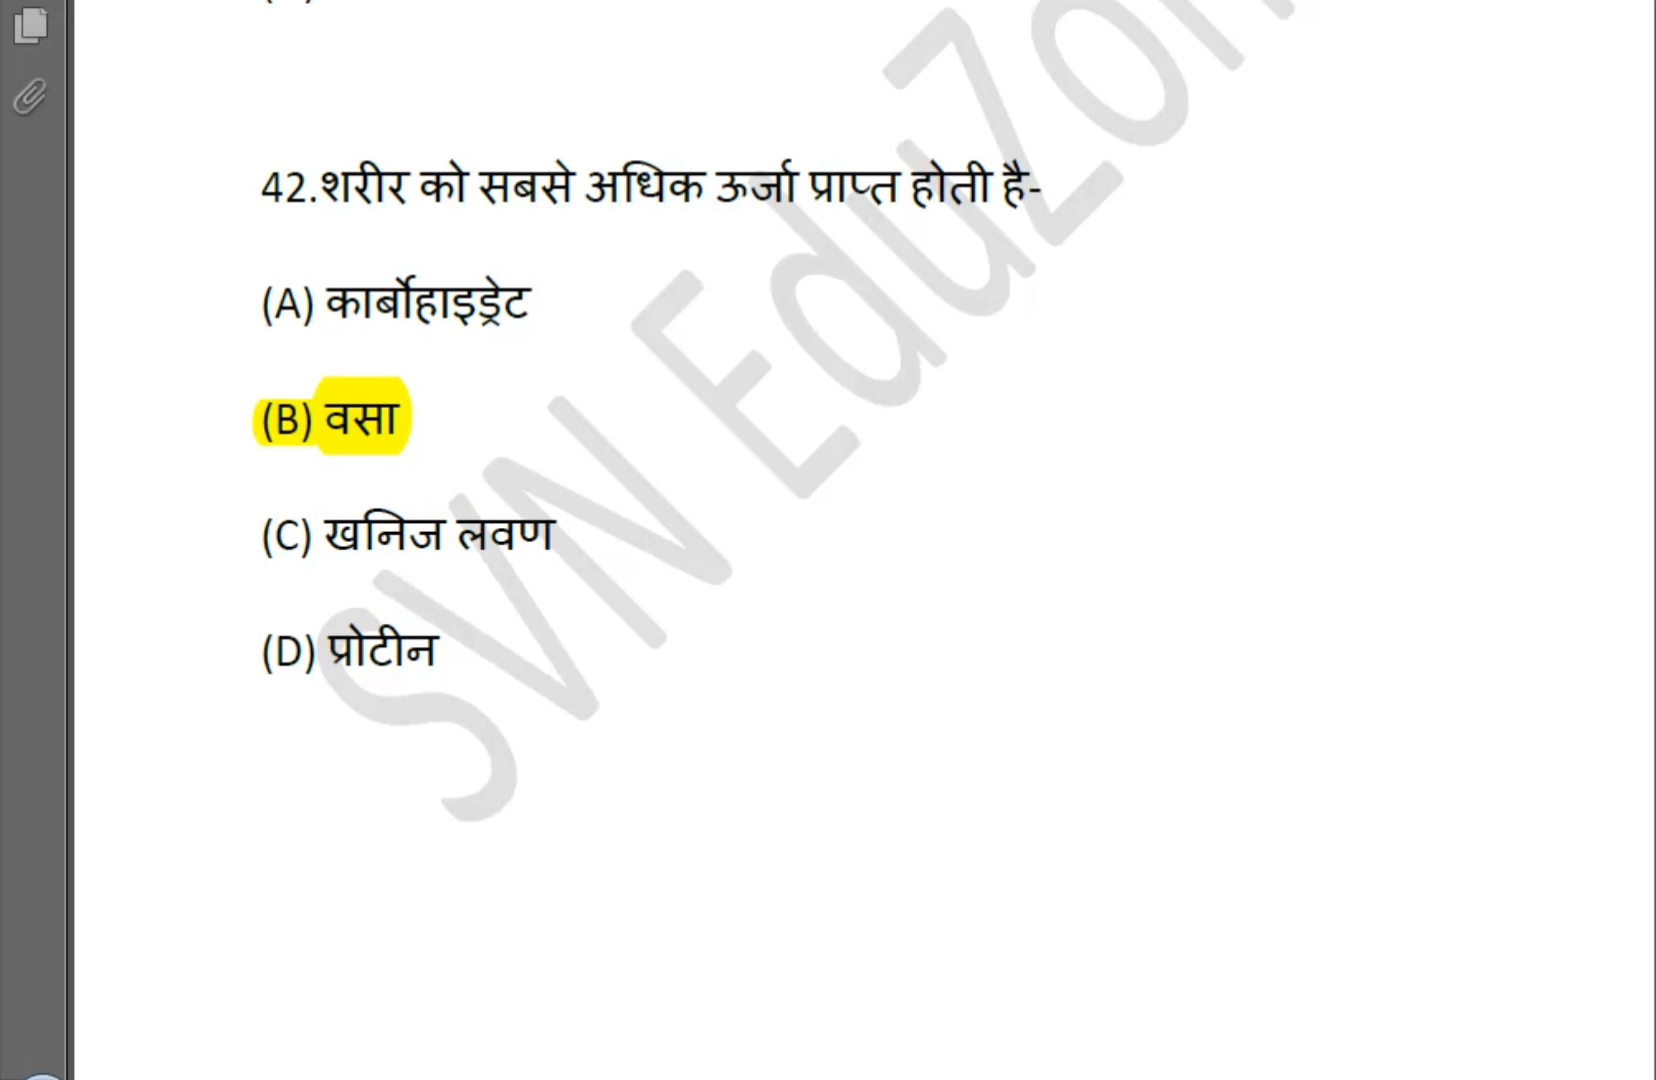 42.शरीर को सबसे अधिक ऊर्जा प्राप्त होती है-
(A) कार्बोहाइड्रेट
(B) वसा
(C) खनिज लवण
(D) प्रोटीन
SVN EduZon